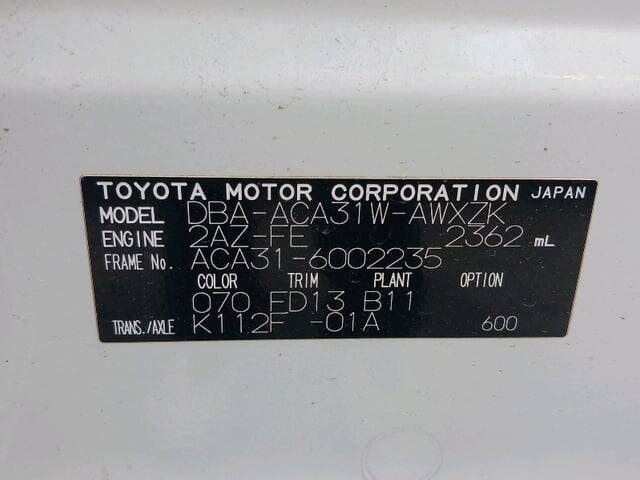 TOYOTA MOTOR CORPORATION JAPAN
MODEL DBA-ACA31W-AWXZK
ENGINE 2AZ-FE 2362 mL
FRAME No. ACA31-6002235
COLOR TRIM PLANT OPTION
070 FD13 B11
TRANS./AXLE K112F -01A 600